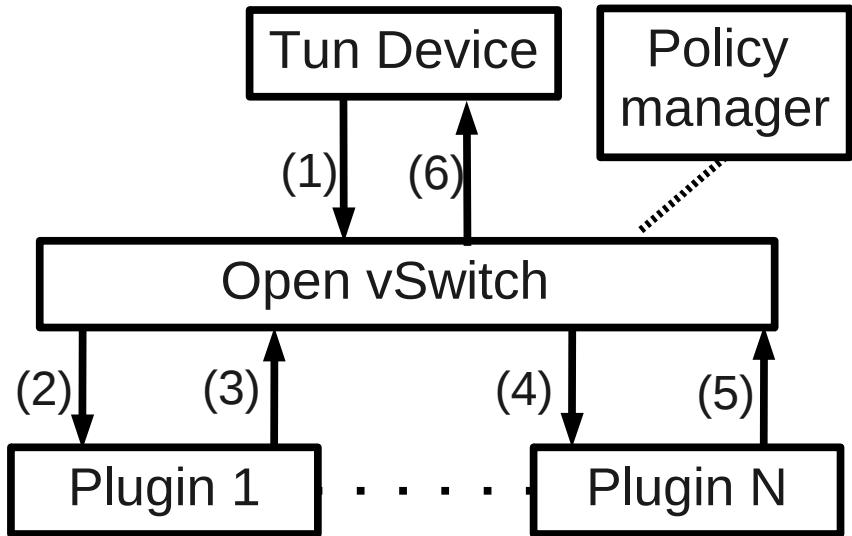 Tun Device
Policy
manager
(1)
(6)
Open vSwitch
(2)
(3)
(4)
(5)
Plugin 1
Plugin N